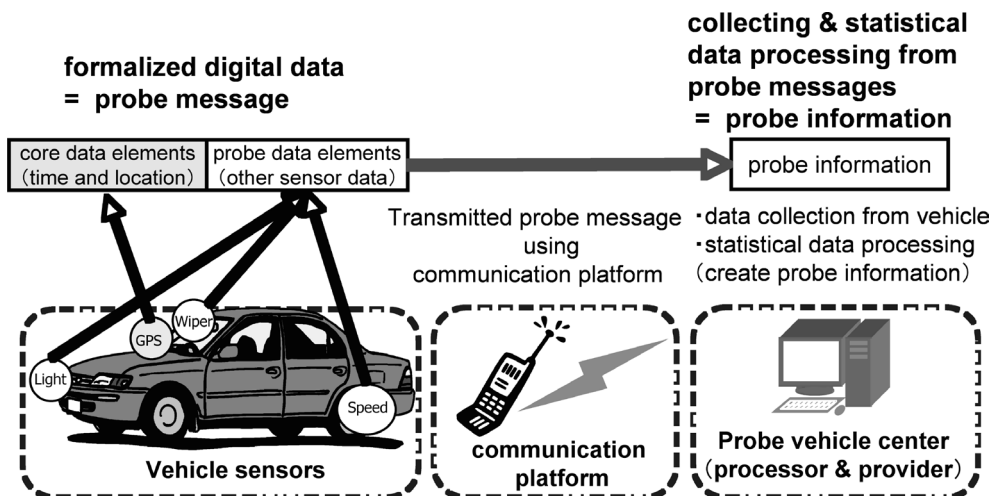 formalized digital data
= probe message
collecting & statistical
data processing from
probe messages
= probe information
core data elements
(time and location)
probe data elements
(other sensor data)
probe information
Transmitted probe message
using
communication platform
・data collection from vehicle
・statistical data processing
(create probe information)
Wiper
GPS
Light
Speed
Vehicle sensors
communication
platform
Probe vehicle center
(processor & provider)